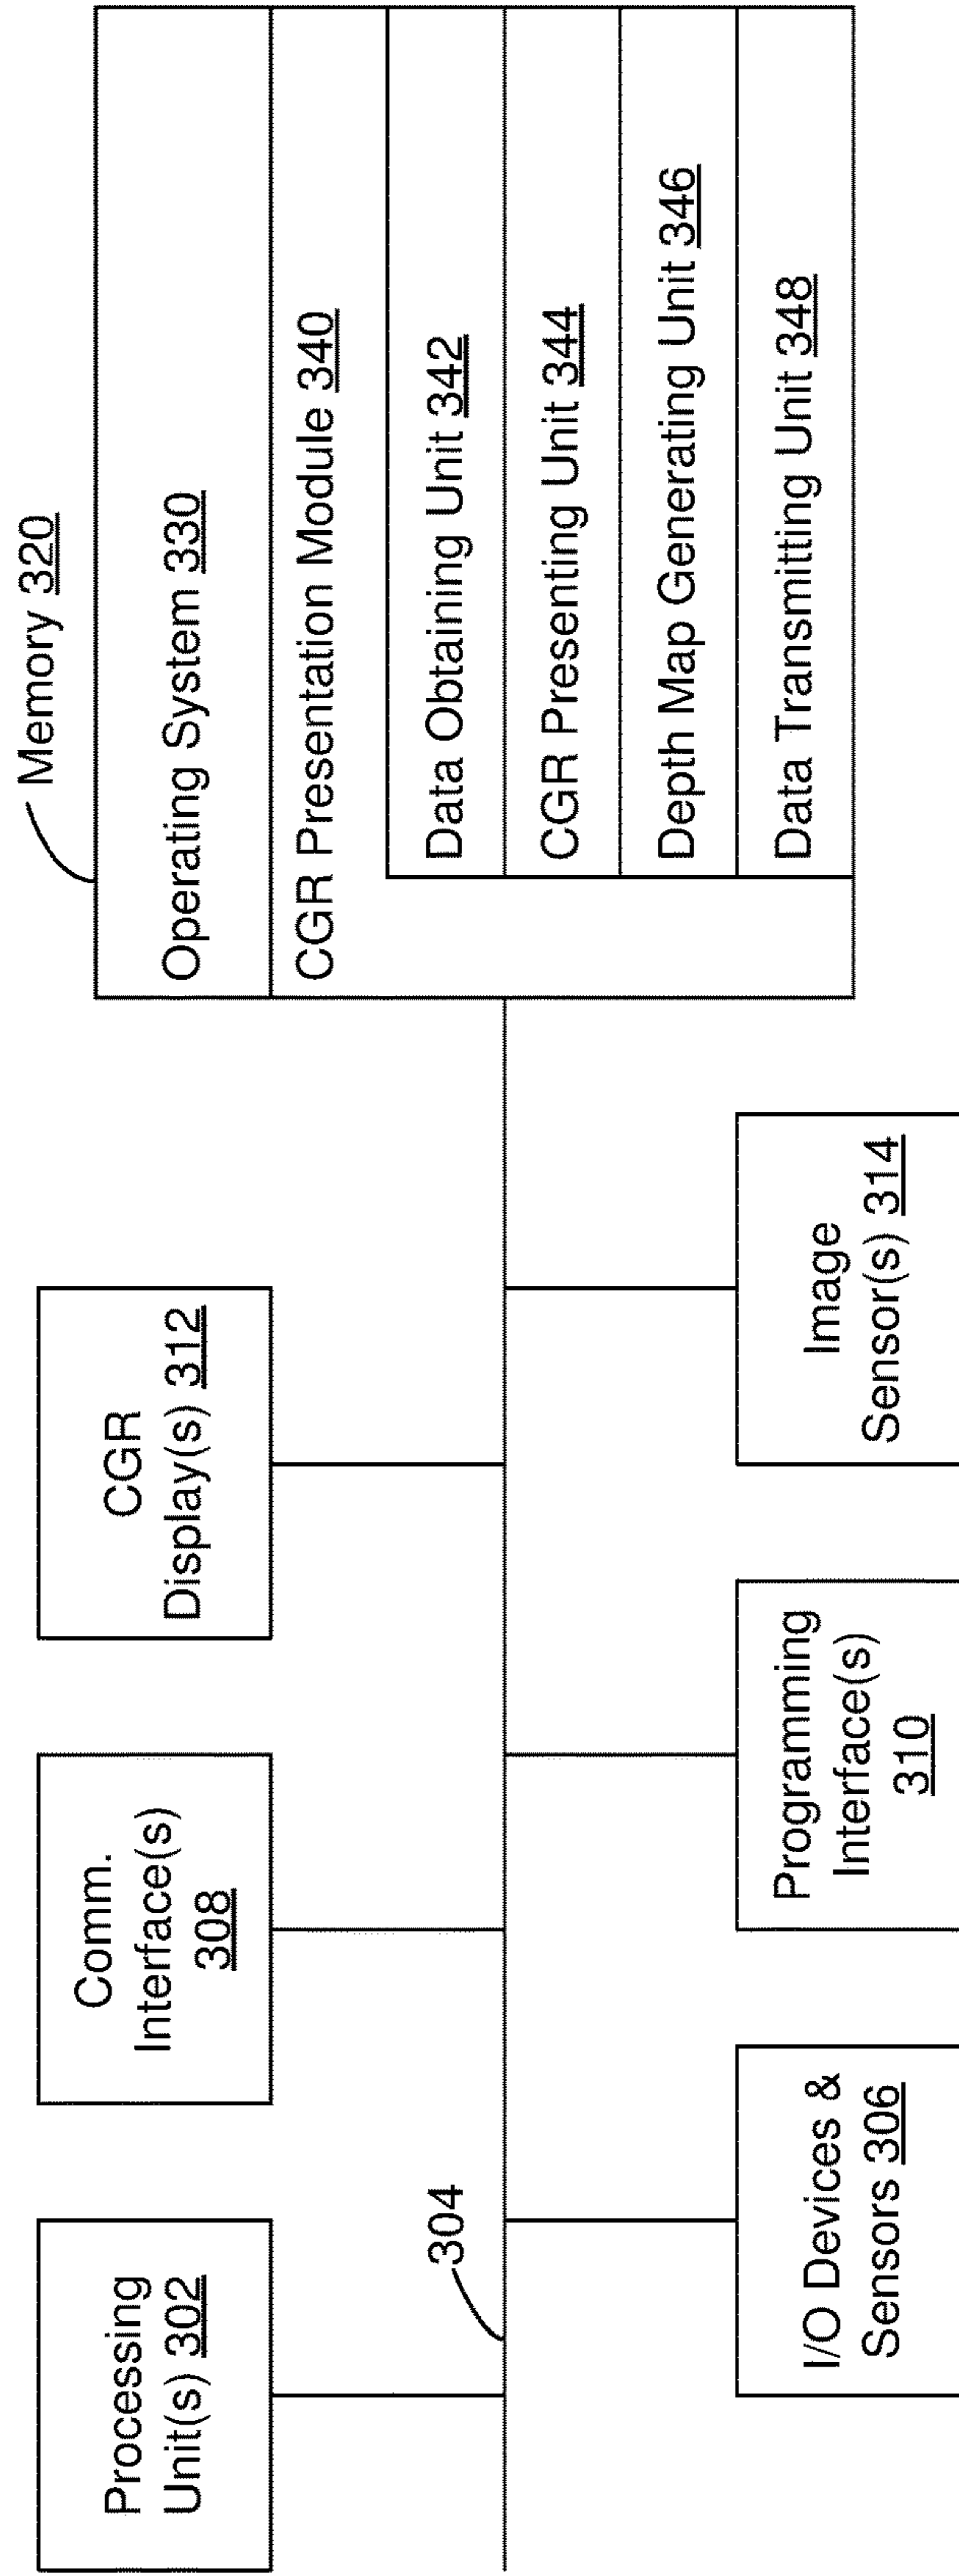 Memory 320
Processing
Unit(s) 302
Comm.
Interface(s)
308
CGR
Display(s) 312
Operating System 330
CGR Presentation Module 340
Data Obtaining Unit 342
CGR Presenting Unit 344
Depth Map Generating Unit 346
Data Transmitting Unit 348
304
I/O Devices &
Sensors 306
Programming
Interface(s)
310
Image
Sensor(s) 314